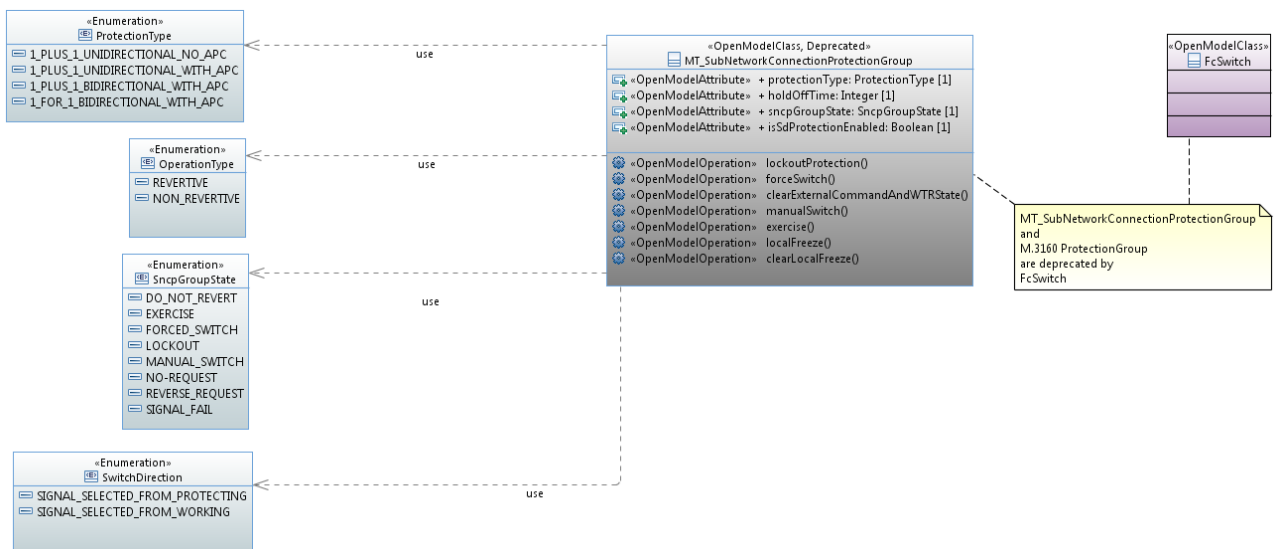 «Enumeration»
ProtectionType
1_PLUS_1_UNIDIRECTIONAL_NO_APC
1_PLUS_1_UNIDIRECTIONAL_WITH_APC
1_PLUS_1_BIDIRECTIONAL_WITH_APC
1_FOR_1_BIDIRECTIONAL_WITH_APC
use
«Enumeration»
OperationType
REVERTIVE
NON_REVERTIVE
use
«Enumeration»
SncpGroupState
DO_NOT_REVERT
EXERCISE
FORCED_SWITCH
LOCKOUT
MANUAL_SWITCH
NO-REQUEST
REVERSE_REQUEST
SIGNAL_FAIL
use
«Enumeration»
SwitchDirection
SIGNAL_SELECTED_FROM_PROTECTING
SIGNAL_SELECTED_FROM_WORKING
use
«OpenModelClass, Deprecated»
MT_SubNetworkConnectionProtectionGroup
«OpenModelAttribute» + protectionType: ProtectionType [1]
«OpenModelAttribute» + holdOffTime: Integer [1]
«OpenModelAttribute» + sncpGroupState: SncpGroupState [1]
«OpenModelAttribute» + isSdProtectionEnabled: Boolean [1]
«OpenModelOperation» lockoutProtection()
«OpenModelOperation» forceSwitch()
«OpenModelOperation» clearExternalCommandAndWTRState()
«OpenModelOperation» manualSwitch()
«OpenModelOperation» exercise()
«OpenModelOperation» localFreeze()
«OpenModelOperation» clearLocalFreeze()
«OpenModelClass»
FcSwitch
MT_SubNetworkConnectionProtectionGroup
and
M.3160 ProtectionGroup
are deprecated by
FcSwitch